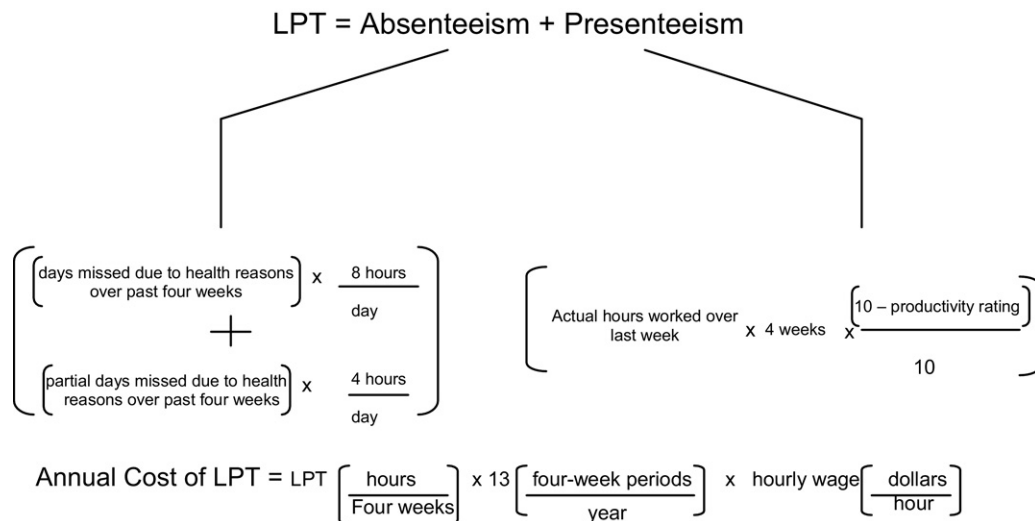 LPT = Absenteeism + Presenteeism
days missed due to health reasons
over past four weeks
x
8 hours
day
+
partial days missed due to health
reasons over past four weeks
x
4 hours
day
Actual hours worked over
last week
x 4 weeks x
10 – productivity rating
10
Annual Cost of LPT = LPT
hours
Four weeks
x 13
four-week periods
year
x hourly wage
dollars
hour